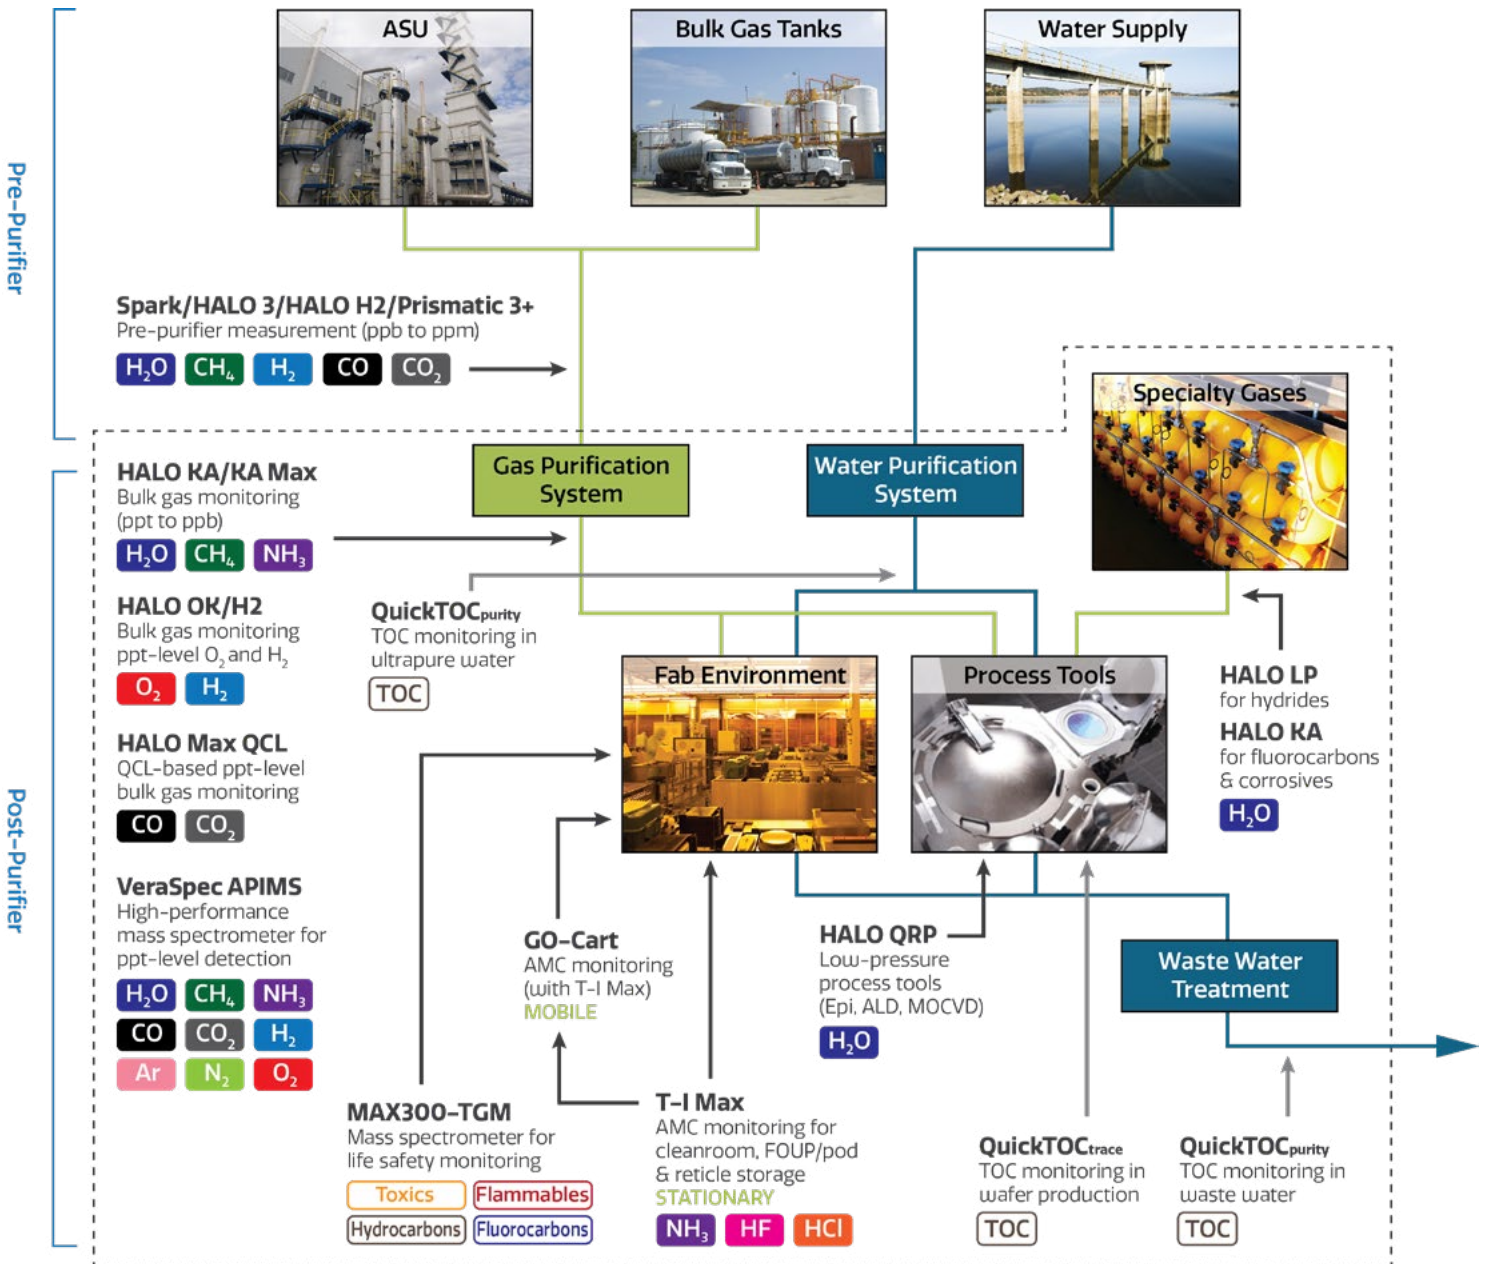 ASU
Bulk Gas Tanks
Water Supply
Pre-Purifier
Spark/HALO 3/HALO H2/Prismatic 3+
Pre-purifier measurement (ppb to ppm)
H₂O CH₄ H₂ CO CO₂
Specialty Gases
Gas Purification
System
Water Purification
System
Post-Purifier
HALO KA/KA Max
Bulk gas monitoring
(ppt to ppb)
H₂O CH₄ NH₃
HALO OK/H2
Bulk gas monitoring
ppt-level O₂ and H₂
O₂ H₂
QuickTOCpurity
TOC monitoring in
ultrapure water
TOC
Fab Environment
Process Tools
HALO LP
for hydrides
HALO KA
for fluorocarbons
& corrosives
H₂O
HALO Max QCL
QCL-based ppt-level
bulk gas monitoring
CO CO₂
VeraSpec APIMS
High-performance
mass spectrometer for
ppt-level detection
H₂O CH₄ NH₃
CO CO₂ H₂
Ar N₂ O₂
GO-Cart
AMC monitoring
(with T-I Max)
MOBILE
HALO QRP
Low-pressure
process tools
(Epi, ALD, MOCVD)
H₂O
Waste Water
Treatment
MAX300-TGM
Mass spectrometer for
life safety monitoring
Toxics Flammables
Hydrocarbons Fluorocarbons
T-I Max
AMC monitoring for
cleanroom, FOUP/pod
& reticle storage
STATIONARY
NH₃ HF HCl
QuickTOCtrace
TOC monitoring in
wafer production
TOC
QuickTOCpurity
TOC monitoring in
waste water
TOC